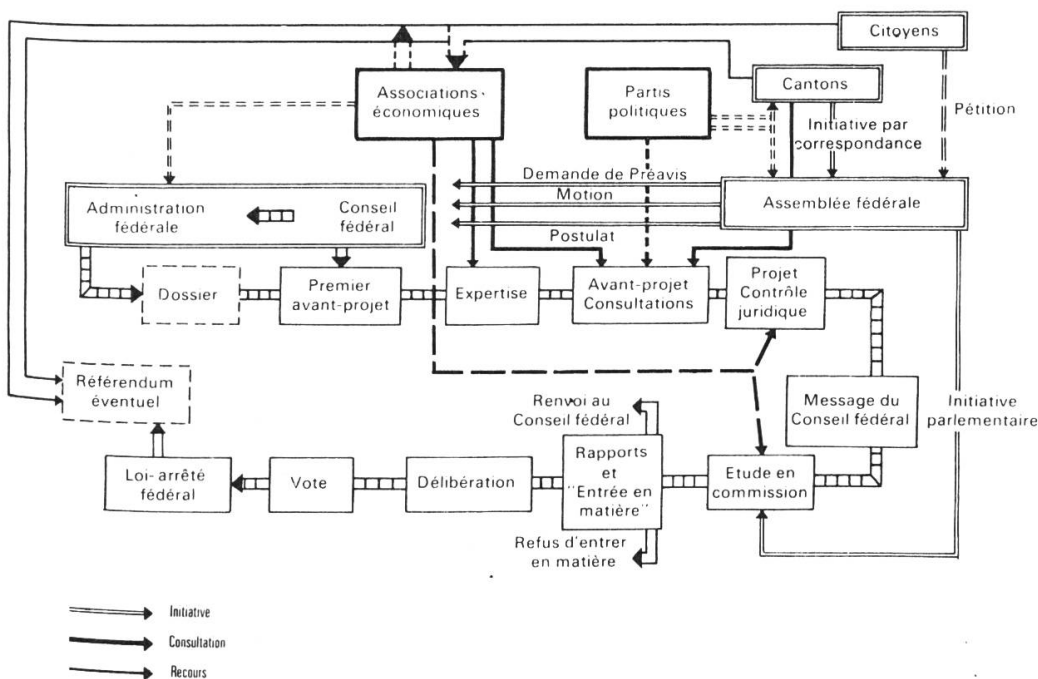 Citoyens
Associations
économiques
Partis
politiques
Cantons
Pétition
Initiative par
correspondance
Demande de Préavis
Motion
Postulat
Assemblée fédérale
Administration
fédérale
Conseil
fédéral
Dossier
Premier
avant-projet
Expertise
Avant-projet
Consultations
Projet
Contrôle
juridique
Référendum
éventuel
Renvoi au
Conseil fédéral
Message du
Conseil fédéral
Initiative
parlementaire
Loi-arrêté
fédéral
Vote
Délibération
Rapports
et
"Entrée en
matière"
Etude en
commission
Refus d'entrer
en matière
Initiative
Consultation
Recours